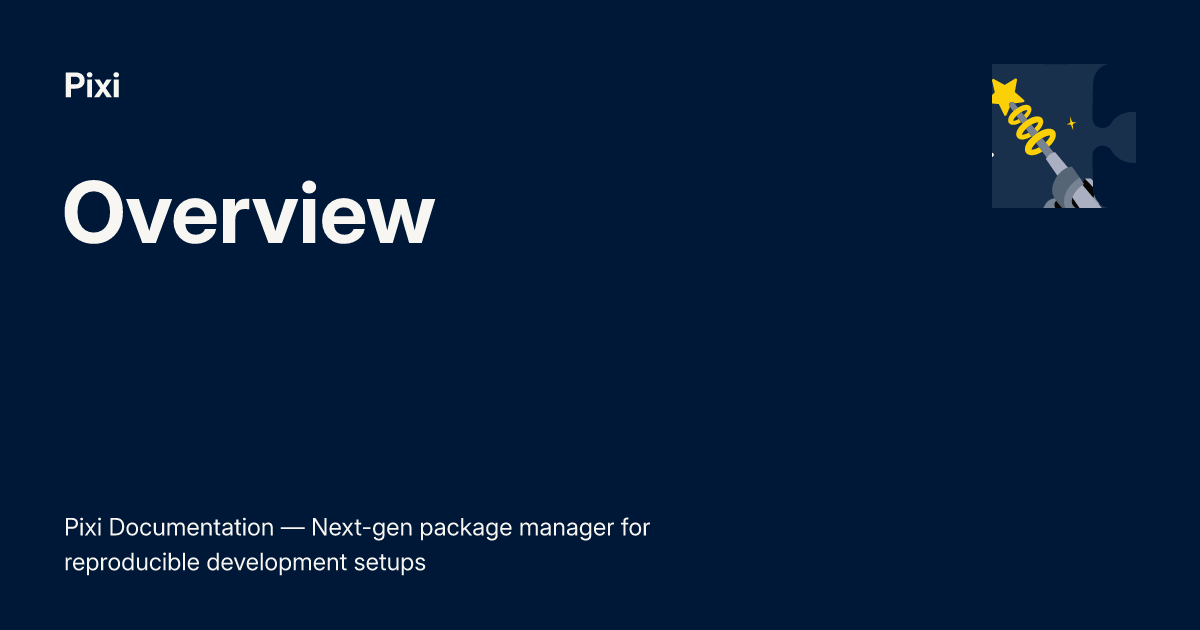 Pixi
Overview
Pixi Documentation — Next-gen package manager for
reproducible development setups